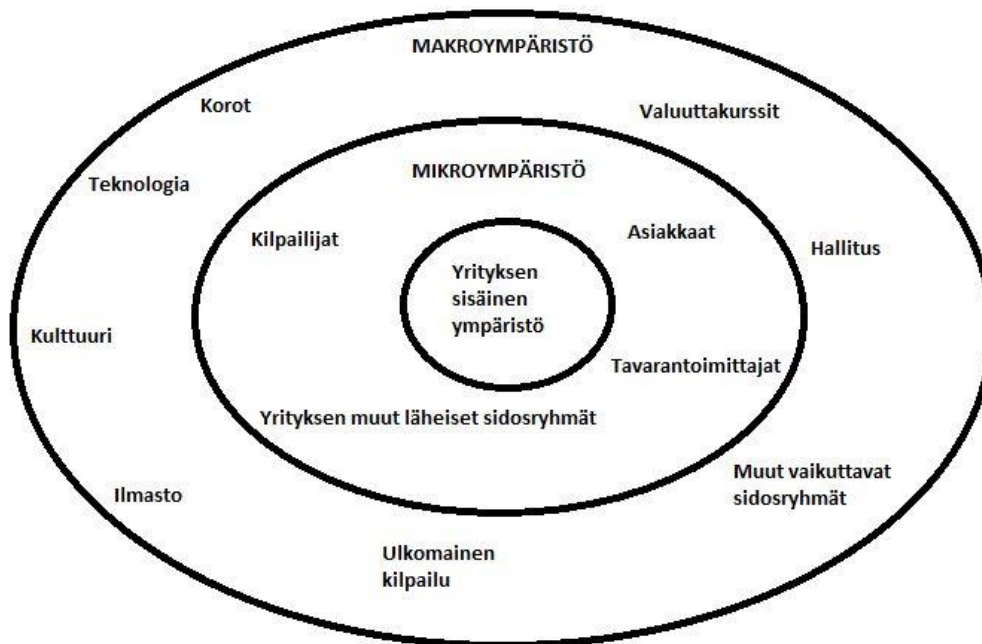 MAKROYMPÄRISTÖ
Korot
Valuuttakurssit
MIKROYMPÄRISTÖ
Teknologia
Kilpailijat
Asiakkaat
Hallitus
Yrityksen
sisäinen
ympäristö
Kulttuuri
Tavarantoimittajat
Yrityksen muut läheiset sidosryhmät
Muut vaikuttavat
sidosryhmät
Ilmasto
Ulkomainen
kilpailu